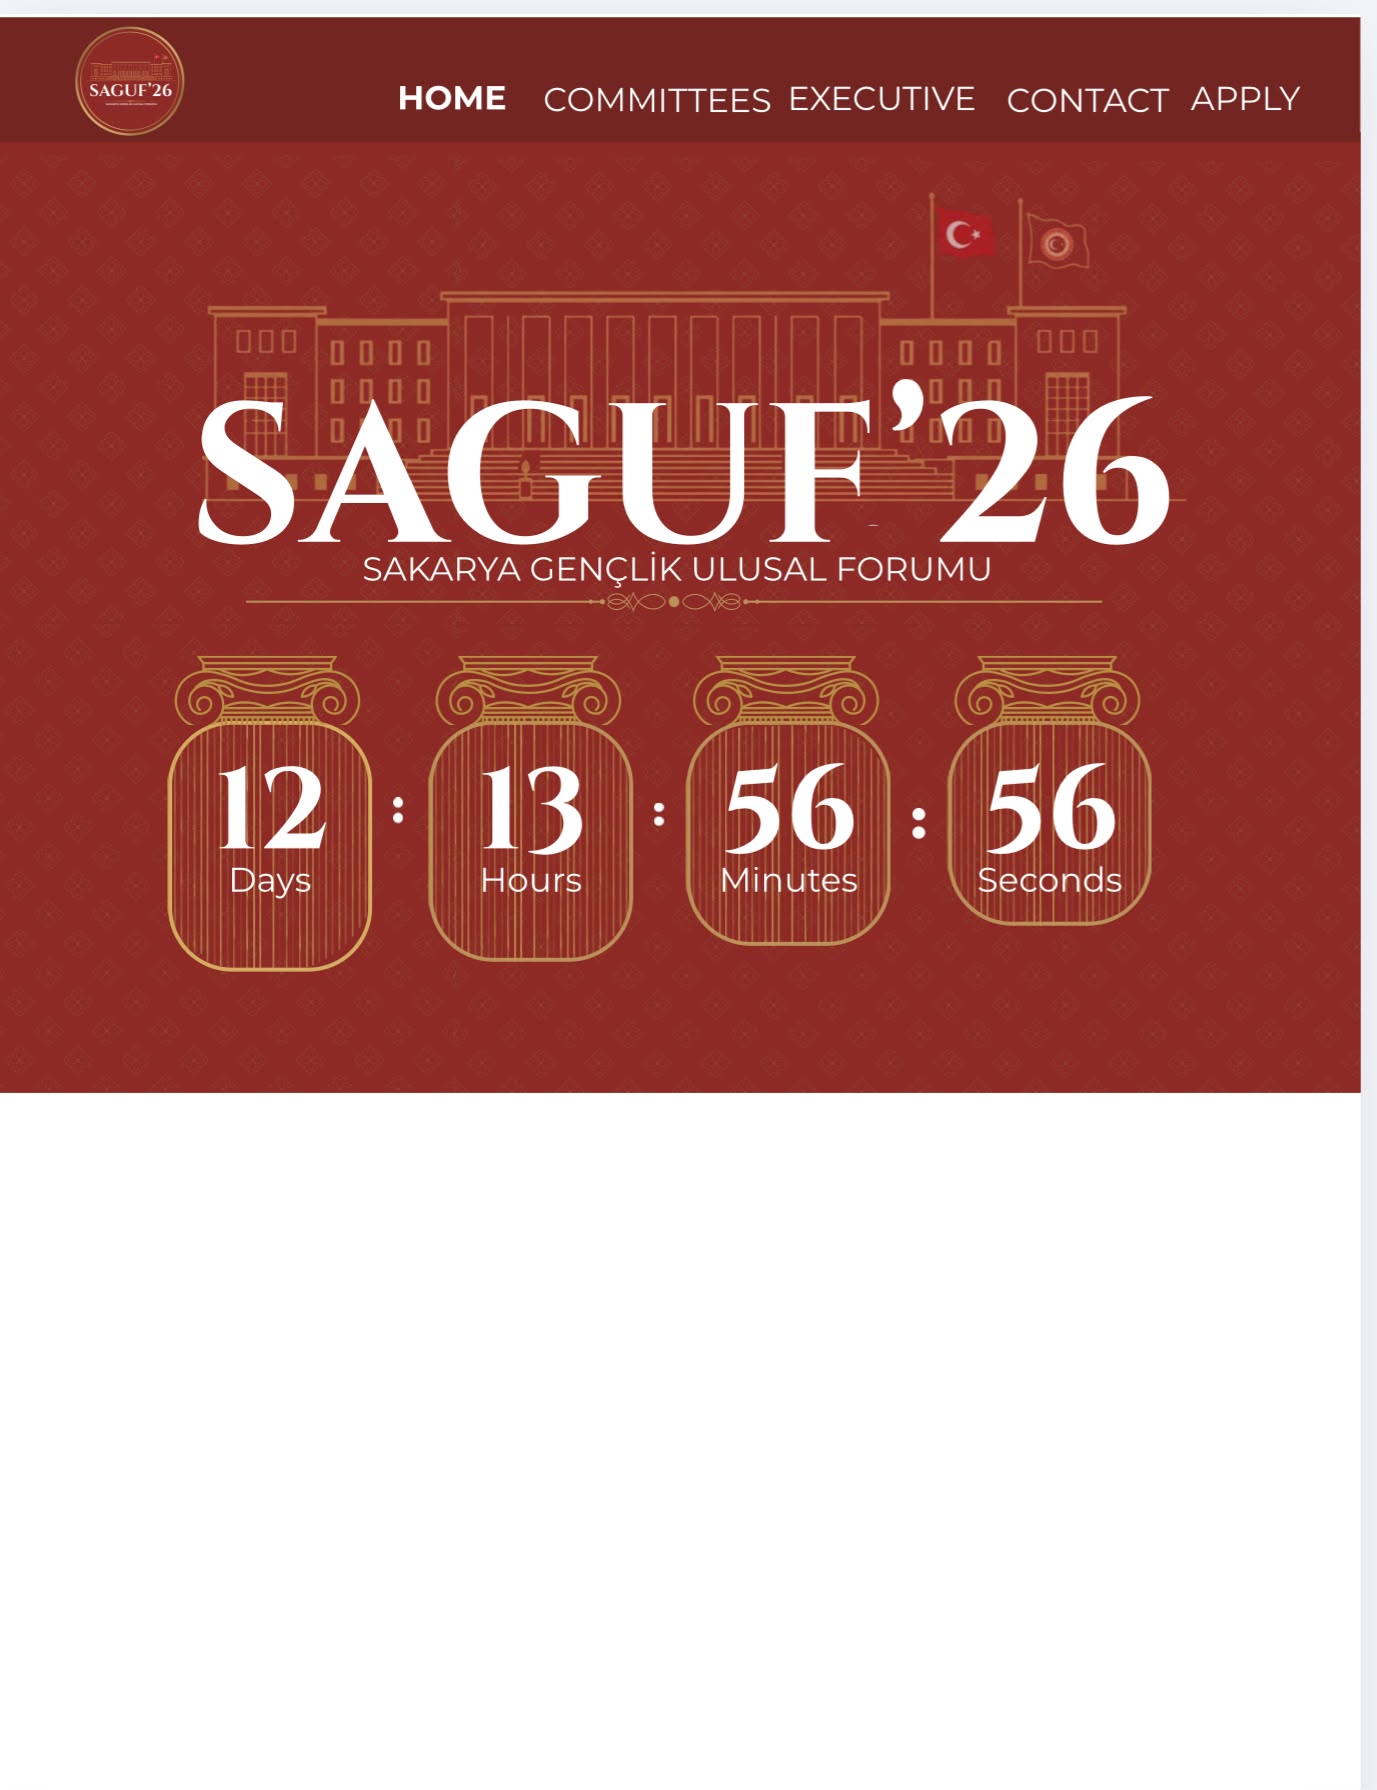 SAGUF’26
HOME COMMITTEES EXECUTIVE CONTACT APPLY
SAGUF’26
SAKARYA GENÇLİK ULUSAL FORUMU
12 : 13 : 56 : 56
Days Hours Minutes Seconds